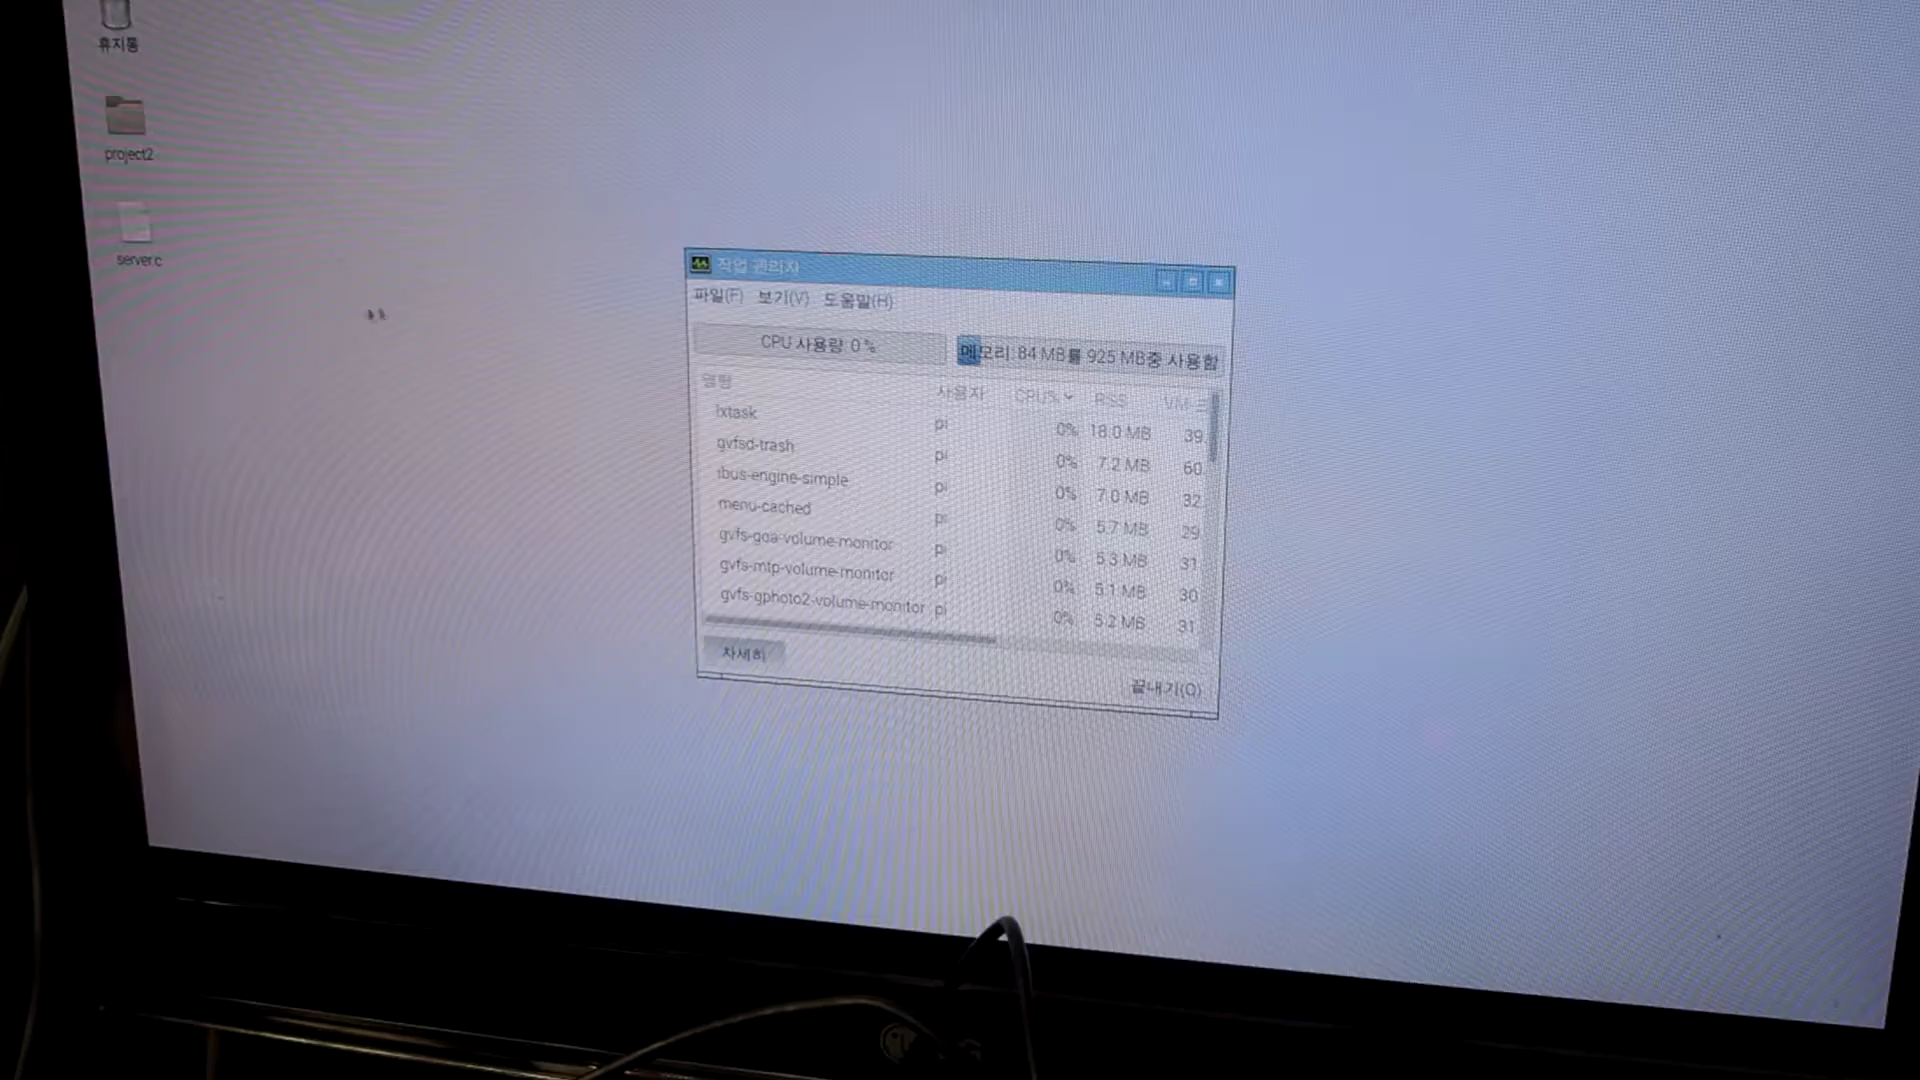 휴지통
project2
server.c
작업 관리자
파일(F) 보기(V) 도움말(H)
CPU 사용량: 0 % 메모리: 84 MB를 925 MB중 사용함
명령 사용자 CPU% RSS VM-크
lxtask pi 0% 18.0 MB 39.
gvfsd-trash pi 0% 7.2 MB 60.
ibus-engine-simple pi 0% 7.0 MB 32.
menu-cached pi 0% 5.7 MB 29.
gvfs-goa-volume-monitor pi 0% 5.3 MB 31.
gvfs-mtp-volume-monitor pi 0% 5.1 MB 30.
gvfs-gphoto2-volume-monitor pi 0% 5.2 MB 31.
자세히
끝내기(Q)
LG